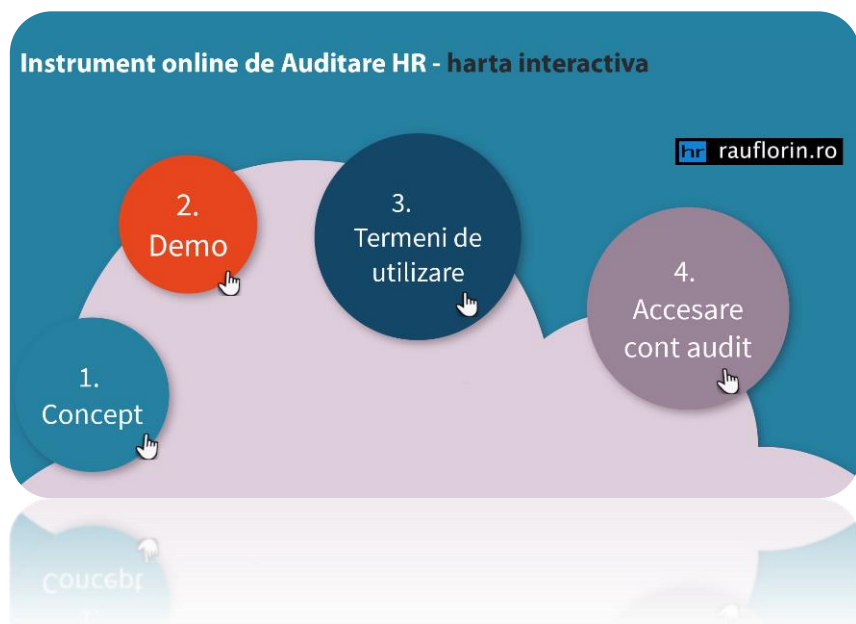 Instrument online de Auditare HR - harta interactiva
hr rauflorin.ro
2.
Demo
3.
Termeni de
utilizare
4.
Accesare
cont audit
1.
Concept